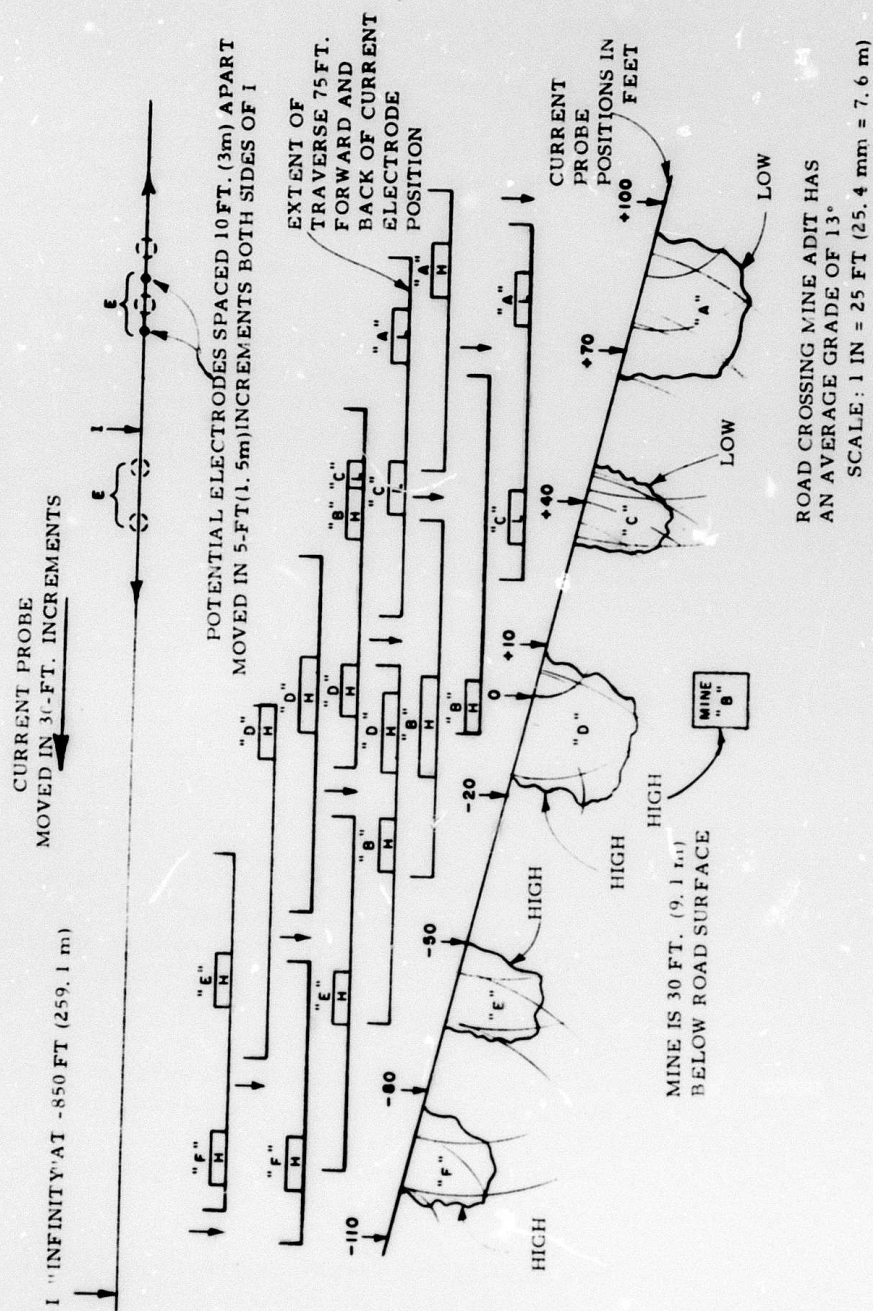 CURRENT PROBE
MOVED IN 30-FT. INCREMENTS
I "INFINITY" AT -850 FT (259.1 m)
E
I
E
POTENTIAL ELECTRODES SPACED 10 FT. (3m) APART
MOVED IN 5-FT (1.5m) INCREMENTS BOTH SIDES OF I
EXTENT OF
TRAVERSE 75 FT.
FORWARD AND
BACK OF CURRENT
ELECTRODE
POSITION
"F"
H
"E"
H
"D"
H
"F"
H
"D"
H
"E"
H
"D"
H
"B"
H
"C"
L
"B"
H
"D"
H
"C"
L
"A"
L
"B"
H
"A"
H
"B"
H
"C"
L
"A"
L
CURRENT
PROBE
POSITIONS IN
FEET
-110
-80
-50
-20
0
+10
+40
+70
+100
"F"
HIGH
"E"
HIGH
"D"
HIGH
"C"
LOW
"A"
LOW
MINE
"B"
HIGH
MINE IS 30 FT. (9.1 m)
BELOW ROAD SURFACE
ROAD CROSSING MINE ADIT HAS
AN AVERAGE GRADE OF 13°
SCALE: 1 IN = 25 FT (25.4 mm = 7.6 m)